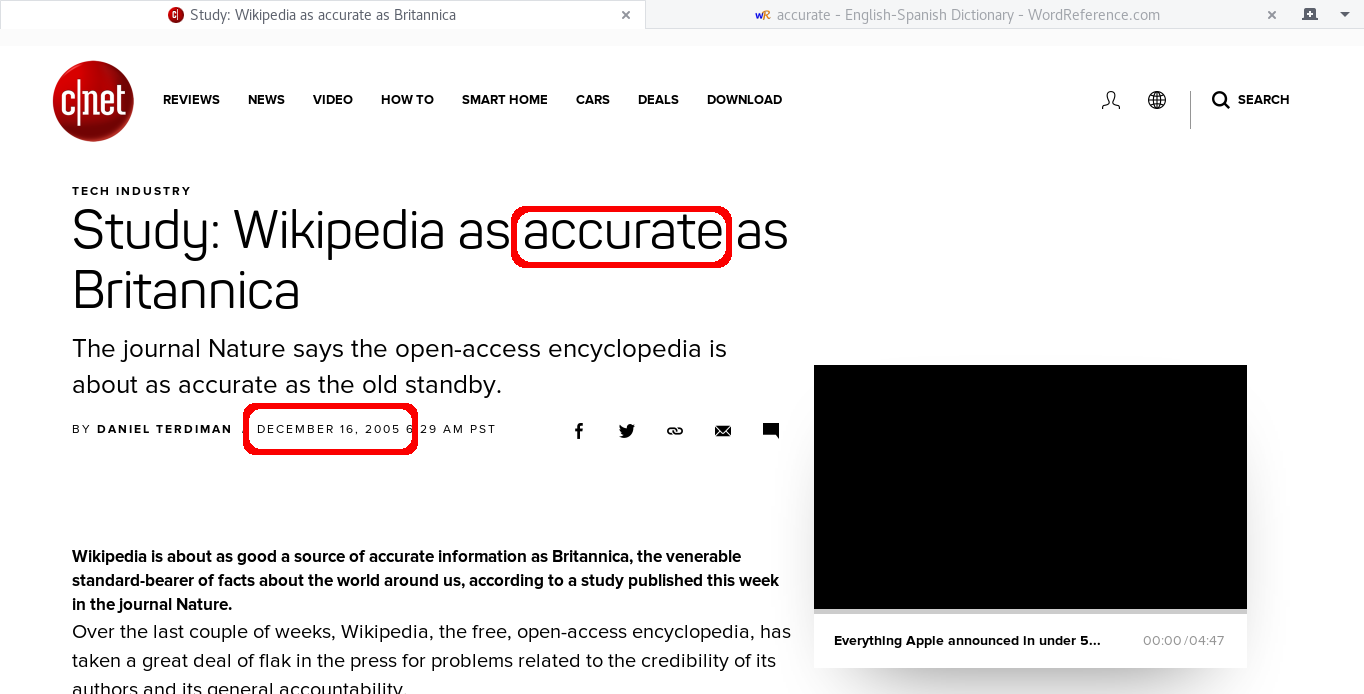 Study: Wikipedia as accurate as Britannica
accurate - English-Spanish Dictionary - WordReference.com
c|net
REVIEWS NEWS VIDEO HOW TO SMART HOME CARS DEALS DOWNLOAD SEARCH
TECH INDUSTRY
Study: Wikipedia as accurate as
Britannica
The journal Nature says the open-access encyclopedia is
about as accurate as the old standby.
BY DANIEL TERDIMAN DECEMBER 16, 2005 6:29 AM PST
Wikipedia is about as good a source of accurate information as Britannica, the venerable
standard-bearer of facts about the world around us, according to a study published this week
in the journal Nature.
Over the last couple of weeks, Wikipedia, the free, open-access encyclopedia, has
taken a great deal of flak in the press for problems related to the credibility of its
authors and its general accountability.
Everything Apple announced in under 5... 00:00/04:47